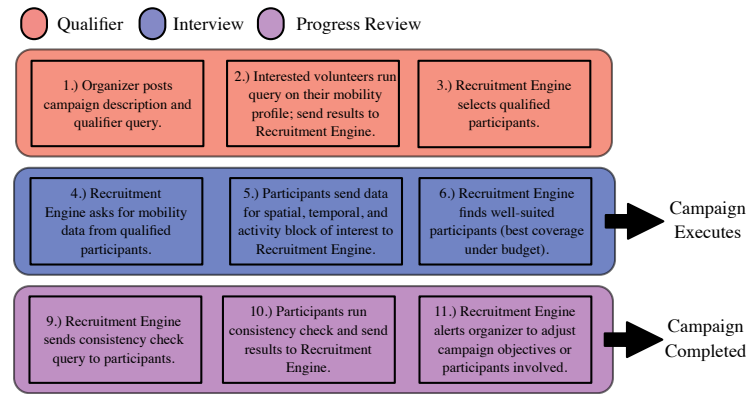 Qualifier
Interview
Progress Review
1.) Organizer posts
campaign description and
qualifier query.
2.) Interested volunteers run
query on their mobility
profile; send results to
Recruitment Engine.
3.) Recruitment Engine
selects qualified
participants.
4.) Recruitment
Engine asks for mobility
data from qualified
participants.
5.) Participants send data
for spatial, temporal, and
activity block of interest to
Recruitment Engine.
6.) Recruitment Engine
finds well-suited
participants (best coverage
under budget).
Campaign
Executes
9.) Recruitment Engine
sends consistency check
query to participants.
10.) Participants run
consistency check and send
results to Recruitment
Engine.
11.) Recruitment Engine
alerts organizer to adjust
campaign objectives or
participants involved.
Campaign
Completed